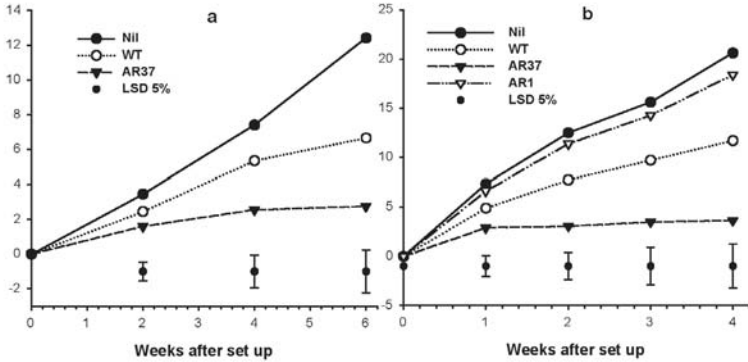 a
14
12
10
8
6
4
2
0
-2
Nil
WT
AR37
LSD 5%
0 1 2 3 4 5 6
Weeks after set up
b
25
20
15
10
5
0
-5
Nil
WT
AR37
AR1
LSD 5%
0 1 2 3 4
Weeks after set up